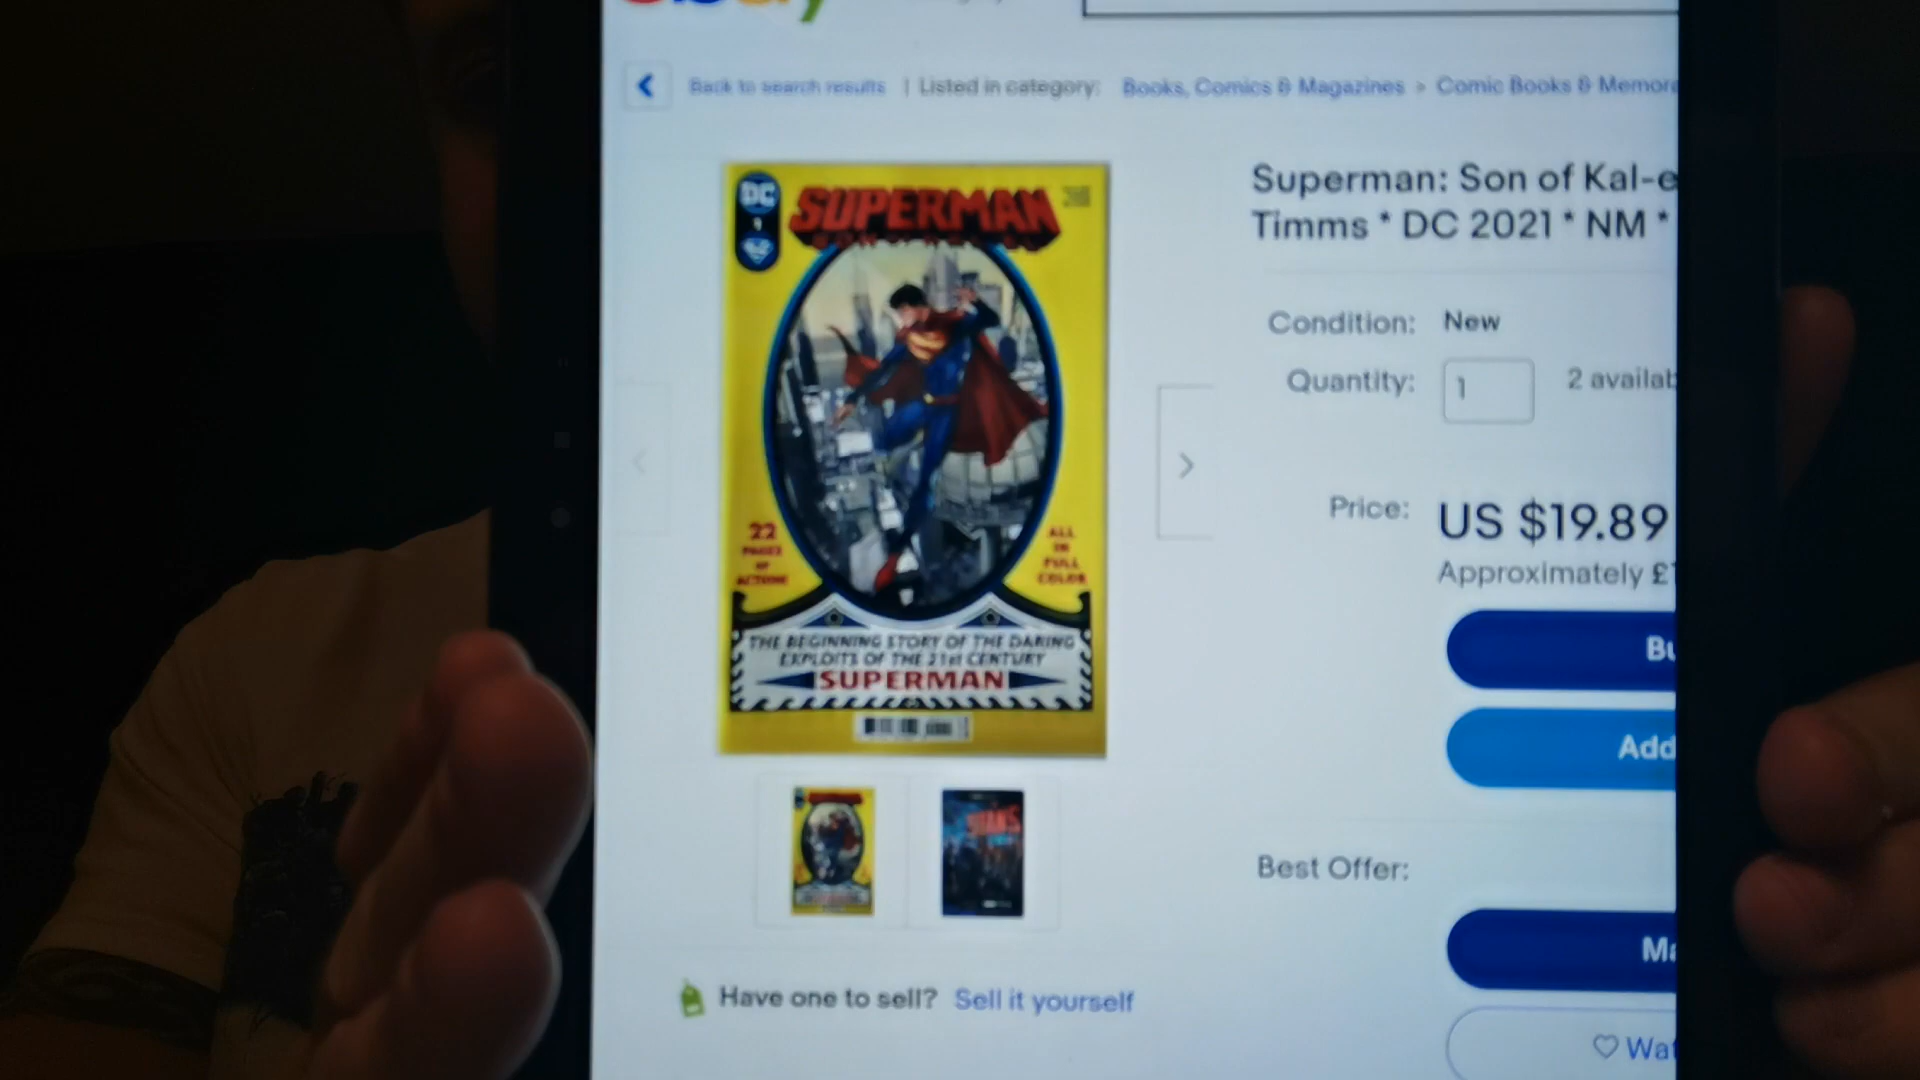 Back to search results | Listed in category: Books, Comics & Magazines > Comic Books & Memor
DC
1
SUPERMAN
22
PAGES
OF
ACTION!
ALL
IN
FULL
COLOR
THE BEGINNING STORY OF THE DARING
EXPLOITS OF THE 21st CENTURY
SUPERMAN
Superman: Son of Kal-e
Timms * DC 2021 * NM *
Condition: New
Quantity: 1 2 availab
Price: US $19.89
Approximately £
Bu
Add
Best Offer:
Ma
Wat
Have one to sell? Sell it yourself